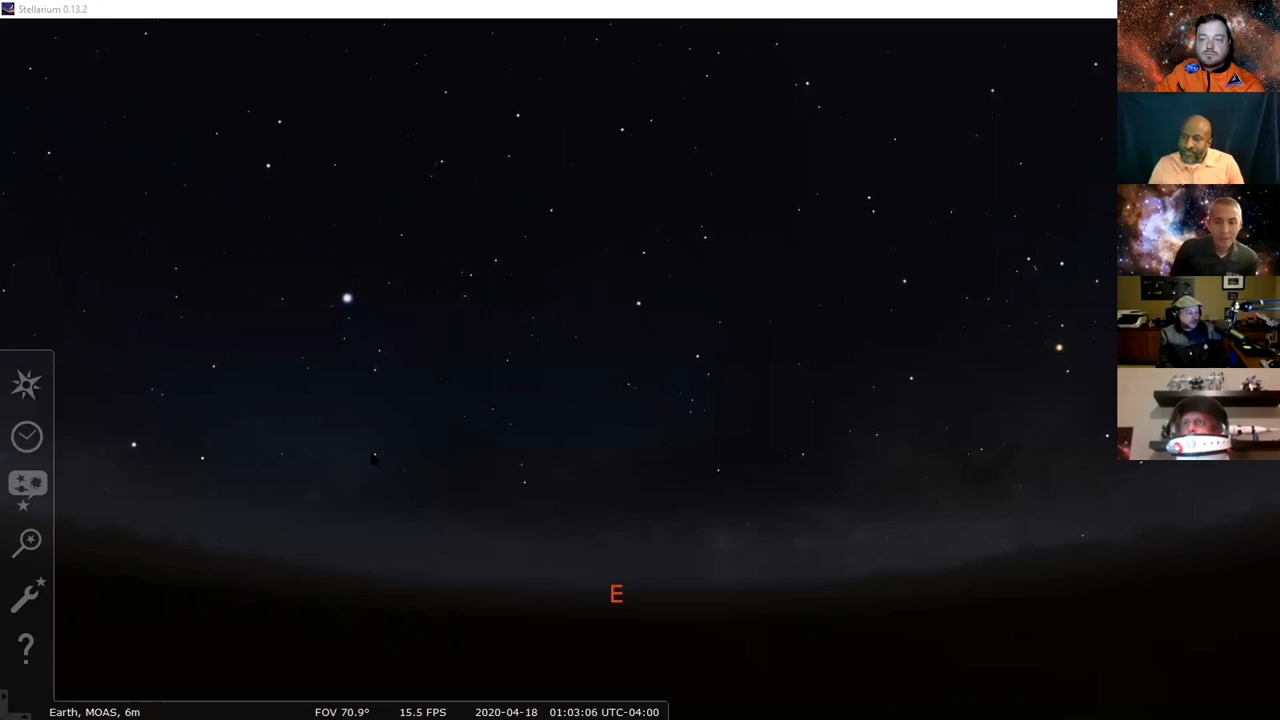 Stellarium 0.13.2
E
Earth, MOAS, 6m FOV 70.9° 15.5 FPS 2020-04-18 01:03:06 UTC-04:00